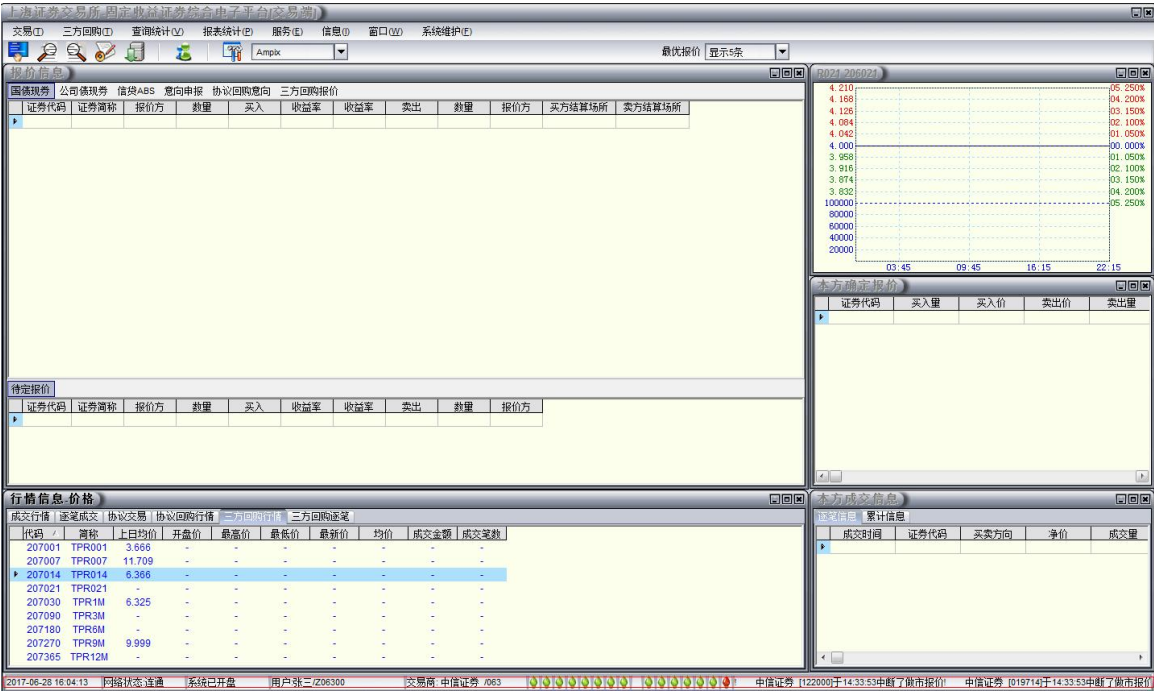 上海证券交易所_固定收益证券综合电子平台[交易端]
交易(T) 三方回购(T) 查询统计(V) 报表统计(P) 服务(E) 信息(I) 窗口(W) 系统维护(F)
Ampix 最优报价 显示5条
报价信息
国债现券 公司债现券 信贷ABS 意向申报 协议回购意向 三方回购报价
证券代码 证券简称 报价方 数量 买入 收益率 收益率 卖出 数量 报价方 买方结算场所 卖方结算场所
待定报价
证券代码 证券简称 报价方 数量 买入 收益率 收益率 卖出 数量 报价方
R021_206021
4.210 05.250%
4.168 04.200%
4.126 03.150%
4.084 02.100%
4.042 01.050%
4.000 00.000%
3.958 01.050%
3.916 02.100%
3.874 03.150%
3.832 04.200%
100000 05.250%
80000
60000
40000
20000
03:45 09:45 16:15 22:15
本方确定报价
证券代码 买入量 买入价 卖出价 卖出量
行情信息-价格
成交行情 逐笔成交 协议交易 协议回购行情 三方回购行情 三方回购逐笔
代码 简称 上日均价 开盘价 最高价 最低价 最新价 均价 成交金额 成交笔数
207001 TPR001 3.666 - - - - - - -
207007 TPR007 11.709 - - - - - - -
207014 TPR014 6.366 - - - - - - -
207021 TPR021 - - - - - - - -
207030 TPR1M 6.325 - - - - - - -
207090 TPR3M - - - - - - - -
207180 TPR6M - - - - - - - -
207270 TPR9M 9.999 - - - - - - -
207365 TPR12M - - - - - - - -
本方成交信息
逐笔信息 累计信息
成交时间 证券代码 买卖方向 净价 成交量
2017-06-28 16:04:13 网络状态:连通 系统已开盘 用户张三/Z06300 交易商: 中信证券 /063 中信证券 [122000]于14:33:53中断了做市报价! 中信证券 [019714]于14:33:53中断了做市报价